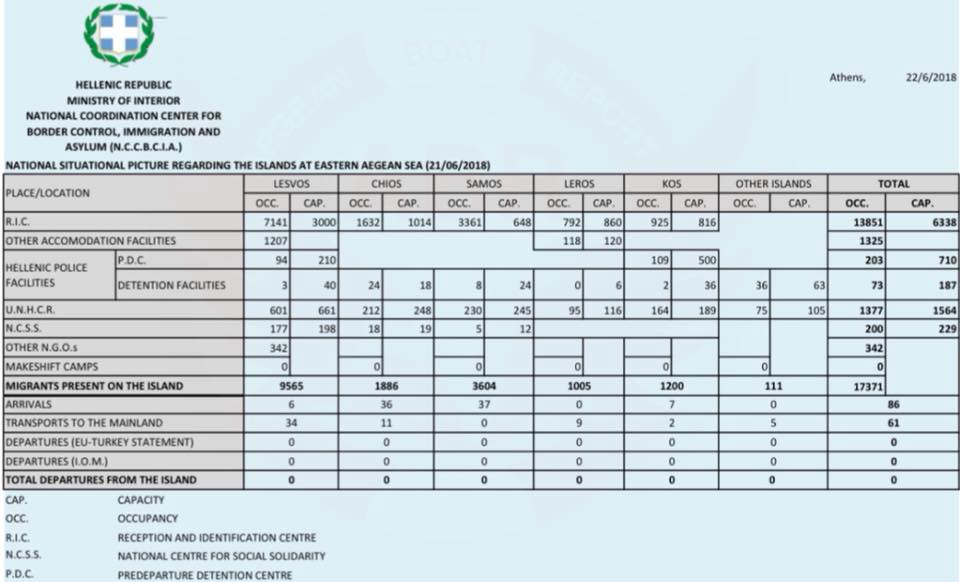 HELLENIC REPUBLIC
MINISTRY OF INTERIOR
NATIONAL COORDINATION CENTER FOR
BORDER CONTROL, IMMIGRATION AND
ASYLUM (N.C.C.B.C.I.A.)
Athens, 22/6/2018
AEGEAN BOAT REPORT
NATIONAL SITUATIONAL PICTURE REGARDING THE ISLANDS AT EASTERN AEGEAN SEA (21/06/2018)
PLACE/LOCATION LESVOS CHIOS SAMOS LEROS KOS OTHER ISLANDS TOTAL
OCC. CAP. OCC. CAP. OCC. CAP. OCC. CAP. OCC. CAP. OCC. CAP. OCC. CAP.
R.I.C. 7141 3000 1632 1014 3361 648 792 860 925 816 13851 6338
OTHER ACCOMODATION FACILITIES 1207 118 120 1325
HELLENIC POLICE FACILITIES P.D.C. 94 210 109 500 203 710
DETENTION FACILITIES 3 40 24 18 8 24 0 6 2 36 36 63 73 187
U.N.H.C.R. 601 661 212 248 230 245 95 116 164 189 75 105 1377 1564
N.C.S.S. 177 198 18 19 5 12 200 229
OTHER N.G.O.s 342 342
MAKESHIFT CAMPS 0 0 0 0 0 0 0
MIGRANTS PRESENT ON THE ISLAND 9565 1886 3604 1005 1200 111 17371
ARRIVALS 6 36 37 0 7 0 86
TRANSPORTS TO THE MAINLAND 34 11 0 9 2 5 61
DEPARTURES (EU-TURKEY STATEMENT) 0 0 0 0 0 0 0
DEPARTURES (I.O.M.) 0 0 0 0 0 0 0
TOTAL DEPARTURES FROM THE ISLAND 0 0 0 0 0 0 0
CAP. CAPACITY
OCC. OCCUPANCY
R.I.C. RECEPTION AND IDENTIFICATION CENTRE
N.C.S.S. NATIONAL CENTRE FOR SOCIAL SOLIDARITY
P.D.C. PREDEPARTURE DETENTION CENTRE